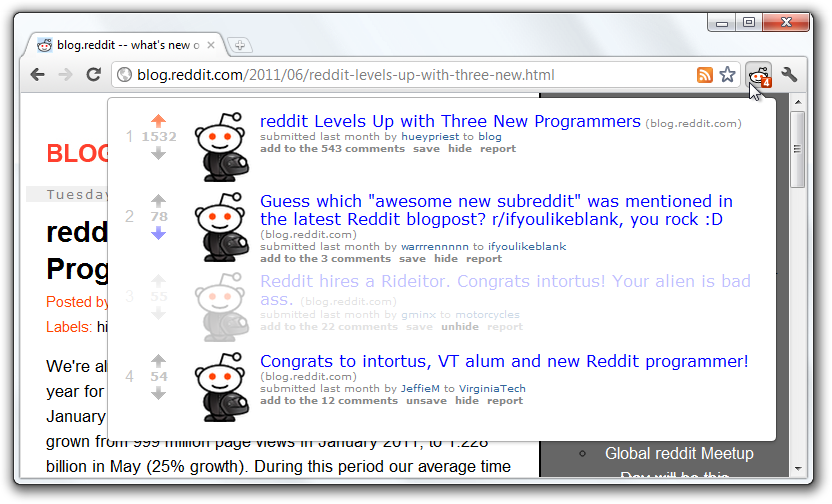 blog.reddit -- what's new o
blog.reddit.com/2011/06/reddit-levels-up-with-three-new.html
4
BLOG
Tuesday
redd
Prog
Posted by
Labels: hi
We're al
year for
January
grown from 999 million page views in January 2011, to 1.228
billion in May (25% growth). During this period our average time
1
1532
reddit Levels Up with Three New Programmers (blog.reddit.com)
submitted last month by hueypriest to blog
add to the 543 comments save hide report
2
78
Guess which "awesome new subreddit" was mentioned in
the latest Reddit blogpost? r/ifyoulikeblank, you rock :D
(blog.reddit.com)
submitted last month by warrrennnnn to ifyoulikeblank
add to the 3 comments save hide report
3
55
Reddit hires a Rideitor. Congrats intortus! Your alien is bad
ass. (blog.reddit.com)
submitted last month by gminx to motorcycles
add to the 22 comments save unhide report
4
54
Congrats to intortus, VT alum and new Reddit programmer!
(blog.reddit.com)
submitted last month by JeffieM to VirginiaTech
add to the 12 comments unsave hide report
Global reddit Meetup
Day will be this